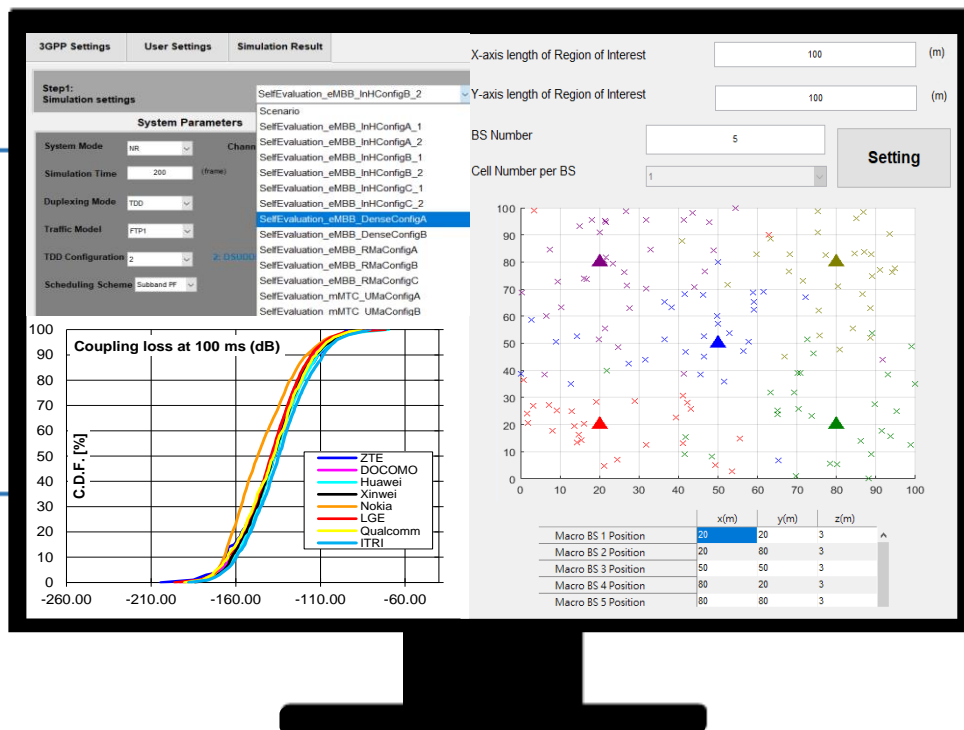 3GPP Settings
User Settings
Simulation Result
Step1:
Simulation settings
SelfEvaluation_eMBB_InHConfigB_2
System Parameters
System Mode
NR
Simulation Time
200
(frame)
Duplexing Mode
TDD
Traffic Model
FTP1
TDD Configuration
2
Scheduling Scheme
Subband PF
Scenario
SelfEvaluation_eMBB_InHConfigA_1
SelfEvaluation_eMBB_InHConfigA_2
SelfEvaluation_eMBB_InHConfigB_1
SelfEvaluation_eMBB_InHConfigB_2
SelfEvaluation_eMBB_InHConfigC_1
SelfEvaluation_eMBB_InHConfigC_2
SelfEvaluation_eMBB_DenseConfigA
SelfEvaluation_eMBB_DenseConfigB
SelfEvaluation_eMBB_RMaConfigA
SelfEvaluation_eMBB_RMaConfigB
SelfEvaluation_eMBB_RMaConfigC
SelfEvaluation_mMTC_UMaConfigA
SelfEvaluation_mMTC_UMaConfigB
X-axis length of Region of Interest
100
(m)
Y-axis length of Region of Interest
100
(m)
BS Number
5
Cell Number per BS
1
Setting
100
90
80
70
60
50
40
30
20
10
0
0 10 20 30 40 50 60 70 80 90 100
x(m) y(m) z(m)
Macro BS 1 Position 20 20 3
Macro BS 2 Position 20 80 3
Macro BS 3 Position 50 50 3
Macro BS 4 Position 80 20 3
Macro BS 5 Position 80 80 3
Coupling loss at 100 ms (dB)
C.D.F. [%]
100
90
80
70
60
50
40
30
20
10
0
-260.00 -210.00 -160.00 -110.00 -60.00
ZTE
DOCOMO
Huawei
Xinwei
Nokia
LGE
Qualcomm
ITRI